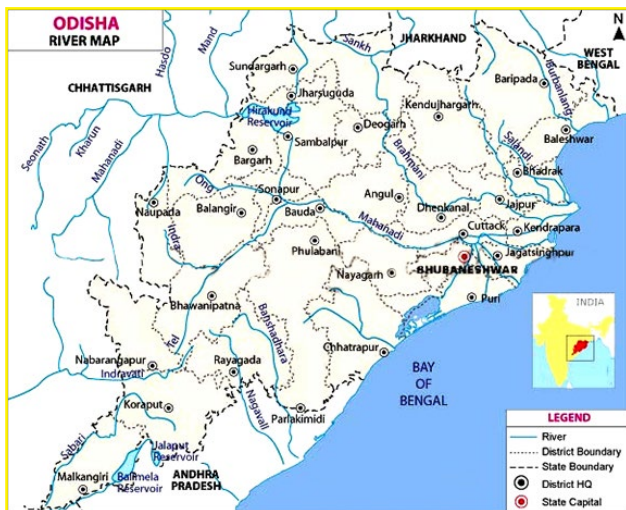 ODISHA
RIVER MAP
N
JHARKHAND
WEST
BENGAL
CHHATTISGARH
Hasdo
Mand
Sankh
Burbanlang
Sundargarh
Jharsuguda
Hirakund
Reservoir
Baripada
Kendujhargarh
Deogarh
Sambalpur
Baleshwar
Seonath
Kharun
Mahanadi
Bargarh
Brahmani
Salandi
Bhadrak
Ong
Sonapur
Angul
Jajpur
Naupada
Balangir
Bauda
Mahanadi
Dhenkanal
Cuttack
Kendrapara
Indra
Phulabani
Jagatsinghpur
BHUBANESHWAR
Nayagarh
Puri
Bhawanipatna
Tel
Banshadhara
INDIA
Chhatrapur
Nabarangapur
Indravati
Rayagada
BAY
OF
BENGAL
Koraput
Nagavali
Parlakimidi
Sabari
Jalaput
Reservoir
Malkangiri
Balimela
Reservoir
ANDHRA
PRADESH
LEGEND
River
District Boundary
State Boundary
District HQ
State Capital